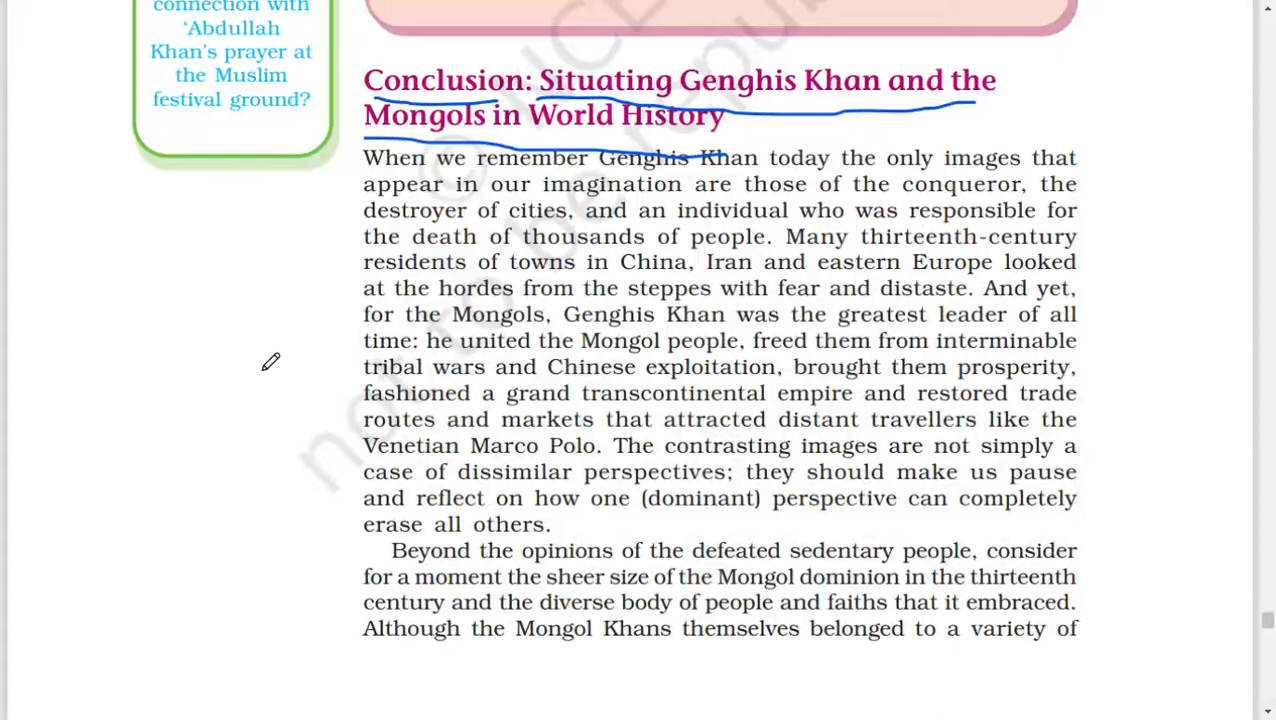 connection with
‘Abdullah
Khan’s prayer at
the Muslim
festival ground?
Conclusion: Situating Genghis Khan and the
Mongols in World History
When we remember Genghis Khan today the only images that
appear in our imagination are those of the conqueror, the
destroyer of cities, and an individual who was responsible for
the death of thousands of people. Many thirteenth-century
residents of towns in China, Iran and eastern Europe looked
at the hordes from the steppes with fear and distaste. And yet,
for the Mongols, Genghis Khan was the greatest leader of all
time: he united the Mongol people, freed them from interminable
tribal wars and Chinese exploitation, brought them prosperity,
fashioned a grand transcontinental empire and restored trade
routes and markets that attracted distant travellers like the
Venetian Marco Polo. The contrasting images are not simply a
case of dissimilar perspectives; they should make us pause
and reflect on how one (dominant) perspective can completely
erase all others.
Beyond the opinions of the defeated sedentary people, consider
for a moment the sheer size of the Mongol dominion in the thirteenth
century and the diverse body of people and faiths that it embraced.
Although the Mongol Khans themselves belonged to a variety of
© NCE
not to be repu